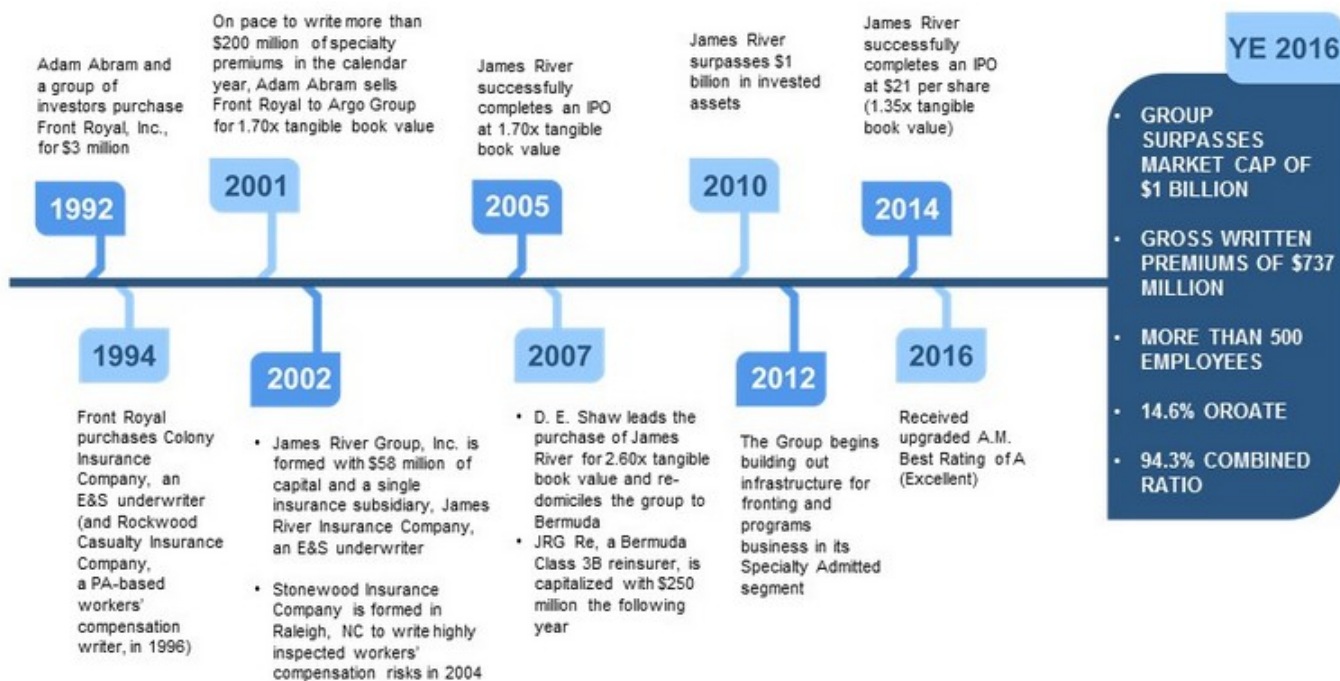 Adam Abram and
a group of
investors purchase
Front Royal, Inc.,
for $3 million
1992
On pace to write more than
$200 million of specialty
premiums in the calendar
year, Adam Abram sells
Front Royal to Argo Group
for 1.70x tangible book value
2001
James River
successfully
completes an IPO
at 1.70x tangible
book value
2005
James River
surpasses $1
billion in invested
assets
2010
James River
successfully
completes an IPO
at $21 per share
(1.35x tangible
book value)
2014
1994
Front Royal
purchases Colony
Insurance
Company, an
E&S underwriter
(and Rockwood
Casualty Insurance
Company,
a PA-based
workers'
compensation
writer, in 1996)
2002
• James River Group, Inc. is
formed with $58 million of
capital and a single
insurance subsidiary, James
River Insurance Company,
an E&S underwriter
• Stonewood Insurance
Company is formed in
Raleigh, NC to write highly
inspected workers'
compensation risks in 2004
2007
• D. E. Shaw leads the
purchase of James
River for 2.60x tangible
book value and re-
domiciles the group to
Bermuda
• JRG Re, a Bermuda
Class 3B reinsurer, is
capitalized with $250
million the following
year
2012
The Group begins
building out
infrastructure for
fronting and
programs
business in its
Specialty Admitted
segment
2016
Received
upgraded A.M.
Best Rating of A
(Excellent)
YE 2016
• GROUP
SURPASSES
MARKET CAP OF
$1 BILLION
• GROSS WRITTEN
PREMIUMS OF $737
MILLION
• MORE THAN 500
EMPLOYEES
• 14.6% OROATE
• 94.3% COMBINED
RATIO